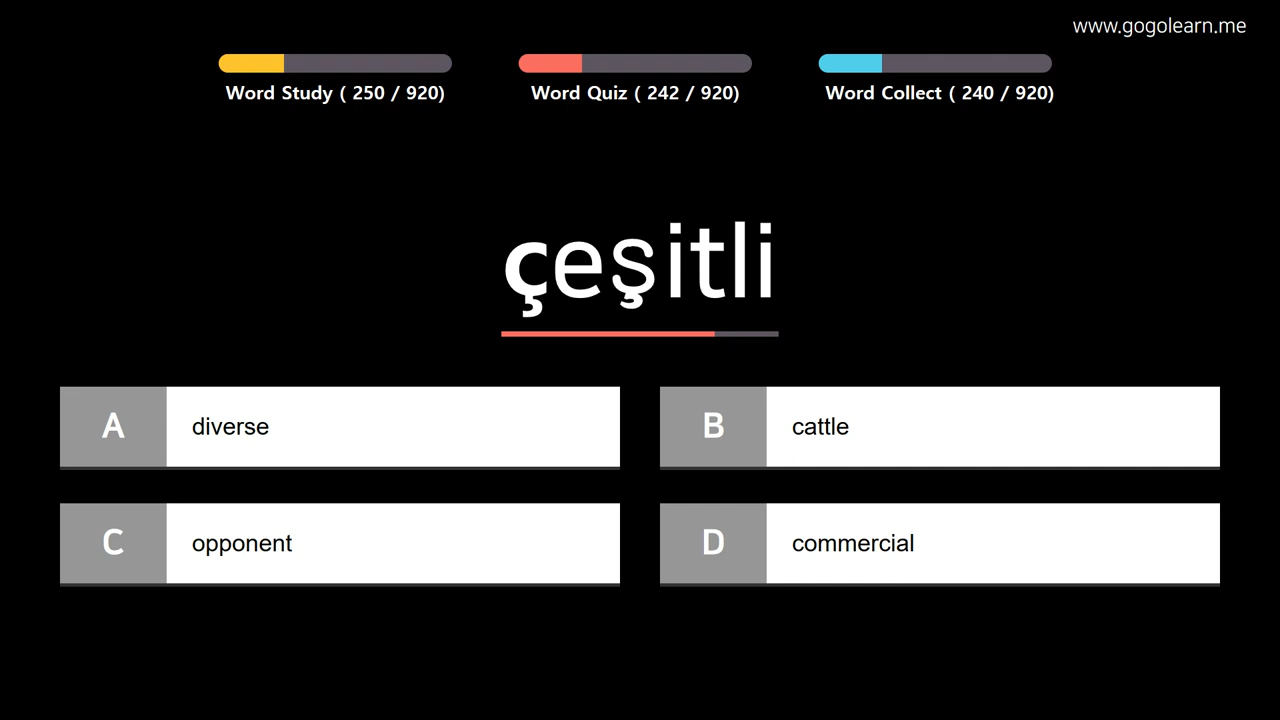 www.gogolearn.me
Word Study ( 250 / 920)
Word Quiz ( 242 / 920)
Word Collect ( 240 / 920)
çeşitli
A
diverse
B
cattle
C
opponent
D
commercial